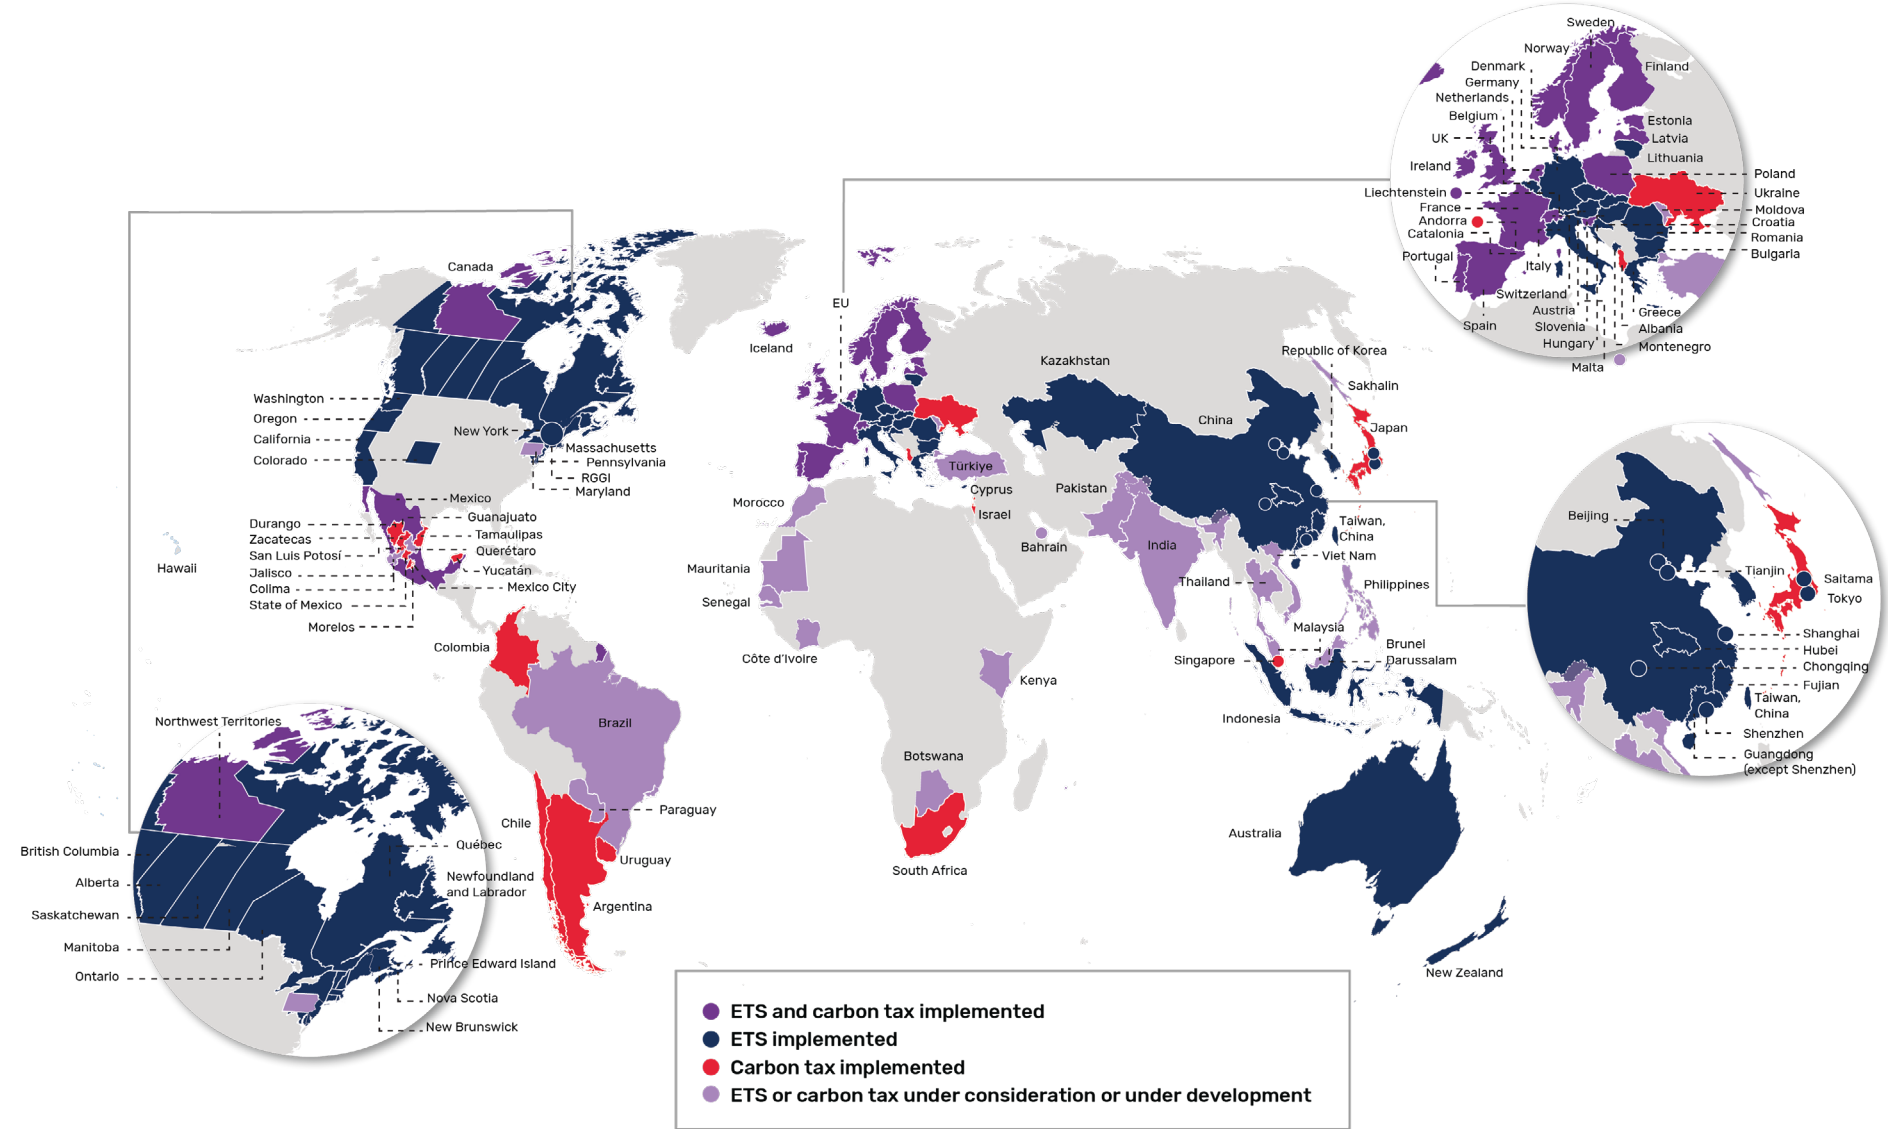 Sweden
Norway
Denmark
Finland
Germany
Netherlands
Belgium
Estonia
UK
Latvia
Lithuania
Ireland
Poland
Liechtenstein
Ukraine
France
Moldova
Andorra
Croatia
Catalonia
Romania
Portugal
Bulgaria
Italy
Switzerland
Austria
Greece
Spain
Slovenia
Albania
Hungary
Montenegro
Malta
Canada
EU
Iceland
Kazakhstan
Republic of Korea
Sakhalin
Washington
Oregon
California
Colorado
New York
Massachusetts
Pennsylvania
RGGI
Maryland
China
Japan
Türkiye
Mexico
Guanajuato
Durango
Tamaulipas
Zacatecas
Querétaro
San Luis Potosí
Yucatán
Jalisco
Colima
Mexico City
State of Mexico
Morelos
Hawaii
Morocco
Cyprus
Israel
Pakistan
Bahrain
India
Taiwan,
China
Viet Nam
Mauritania
Senegal
Thailand
Philippines
Malaysia
Singapore
Brunei
Darussalam
Côte d'Ivoire
Kenya
Indonesia
Colombia
Brazil
Botswana
Paraguay
Chile
Uruguay
Argentina
South Africa
Australia
New Zealand
Beijing
Tianjin
Saitama
Tokyo
Shanghai
Hubei
Chongqing
Fujian
Taiwan,
China
Shenzhen
Guangdong
(except Shenzhen)
Northwest Territories
British Columbia
Québec
Alberta
Newfoundland
and Labrador
Saskatchewan
Manitoba
Ontario
Prince Edward Island
Nova Scotia
New Brunswick
ETS and carbon tax implemented
ETS implemented
Carbon tax implemented
ETS or carbon tax under consideration or under development